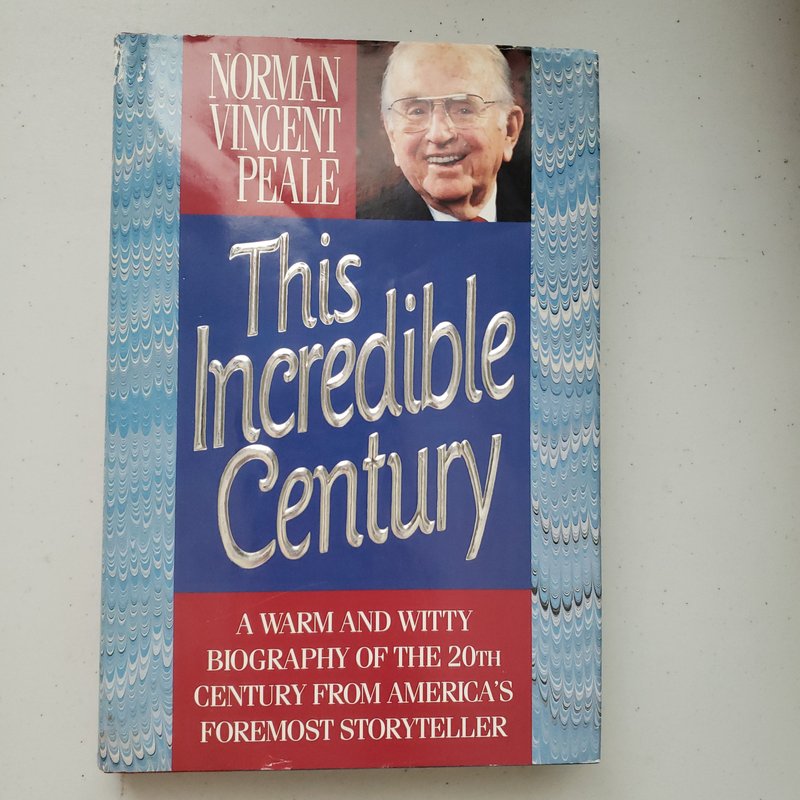 NORMAN
VINCENT
PEALE
This
Incredible
Century
A WARM AND WITTY
BIOGRAPHY OF THE 20TH
CENTURY FROM AMERICA'S
FOREMOST STORYTELLER